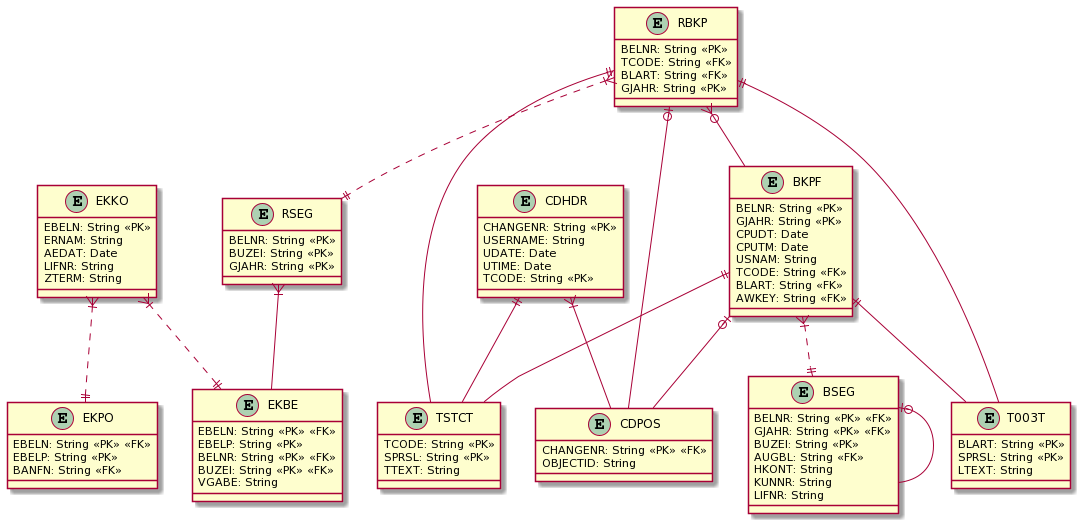 E RBKP
BELNR: String «PK»
TCODE: String «FK»
BLART: String «FK»
GJAHR: String «PK»
E EKKO
EBELN: String «PK»
ERNAM: String
AEDAT: Date
LIFNR: String
ZTERM: String
E RSEG
BELNR: String «PK»
BUZEI: String «PK»
GJAHR: String «PK»
E CDHDR
CHANGENR: String «PK»
USERNAME: String
UDATE: Date
UTIME: Date
TCODE: String «PK»
E BKPF
BELNR: String «PK»
GJAHR: String «PK»
CPUDT: Date
CPUTM: Date
USNAM: String
TCODE: String «FK»
BLART: String «FK»
AWKEY: String «FK»
E EKPO
EBELN: String «PK» «FK»
EBELP: String «PK»
BANFN: String «FK»
E EKBE
EBELN: String «PK» «FK»
EBELP: String «PK»
BELNR: String «PK» «FK»
BUZEI: String «PK» «FK»
VGABE: String
E TSTCT
TCODE: String «PK»
SPRSL: String «PK»
TTEXT: String
E CDPOS
CHANGENR: String «PK» «FK»
OBJECTID: String
E BSEG
BELNR: String «PK» «FK»
GJAHR: String «PK» «FK»
BUZEI: String «PK»
AUGBL: String «FK»
HKONT: String
KUNNR: String
LIFNR: String
E T003T
BLART: String «PK»
SPRSL: String «PK»
LTEXT: String